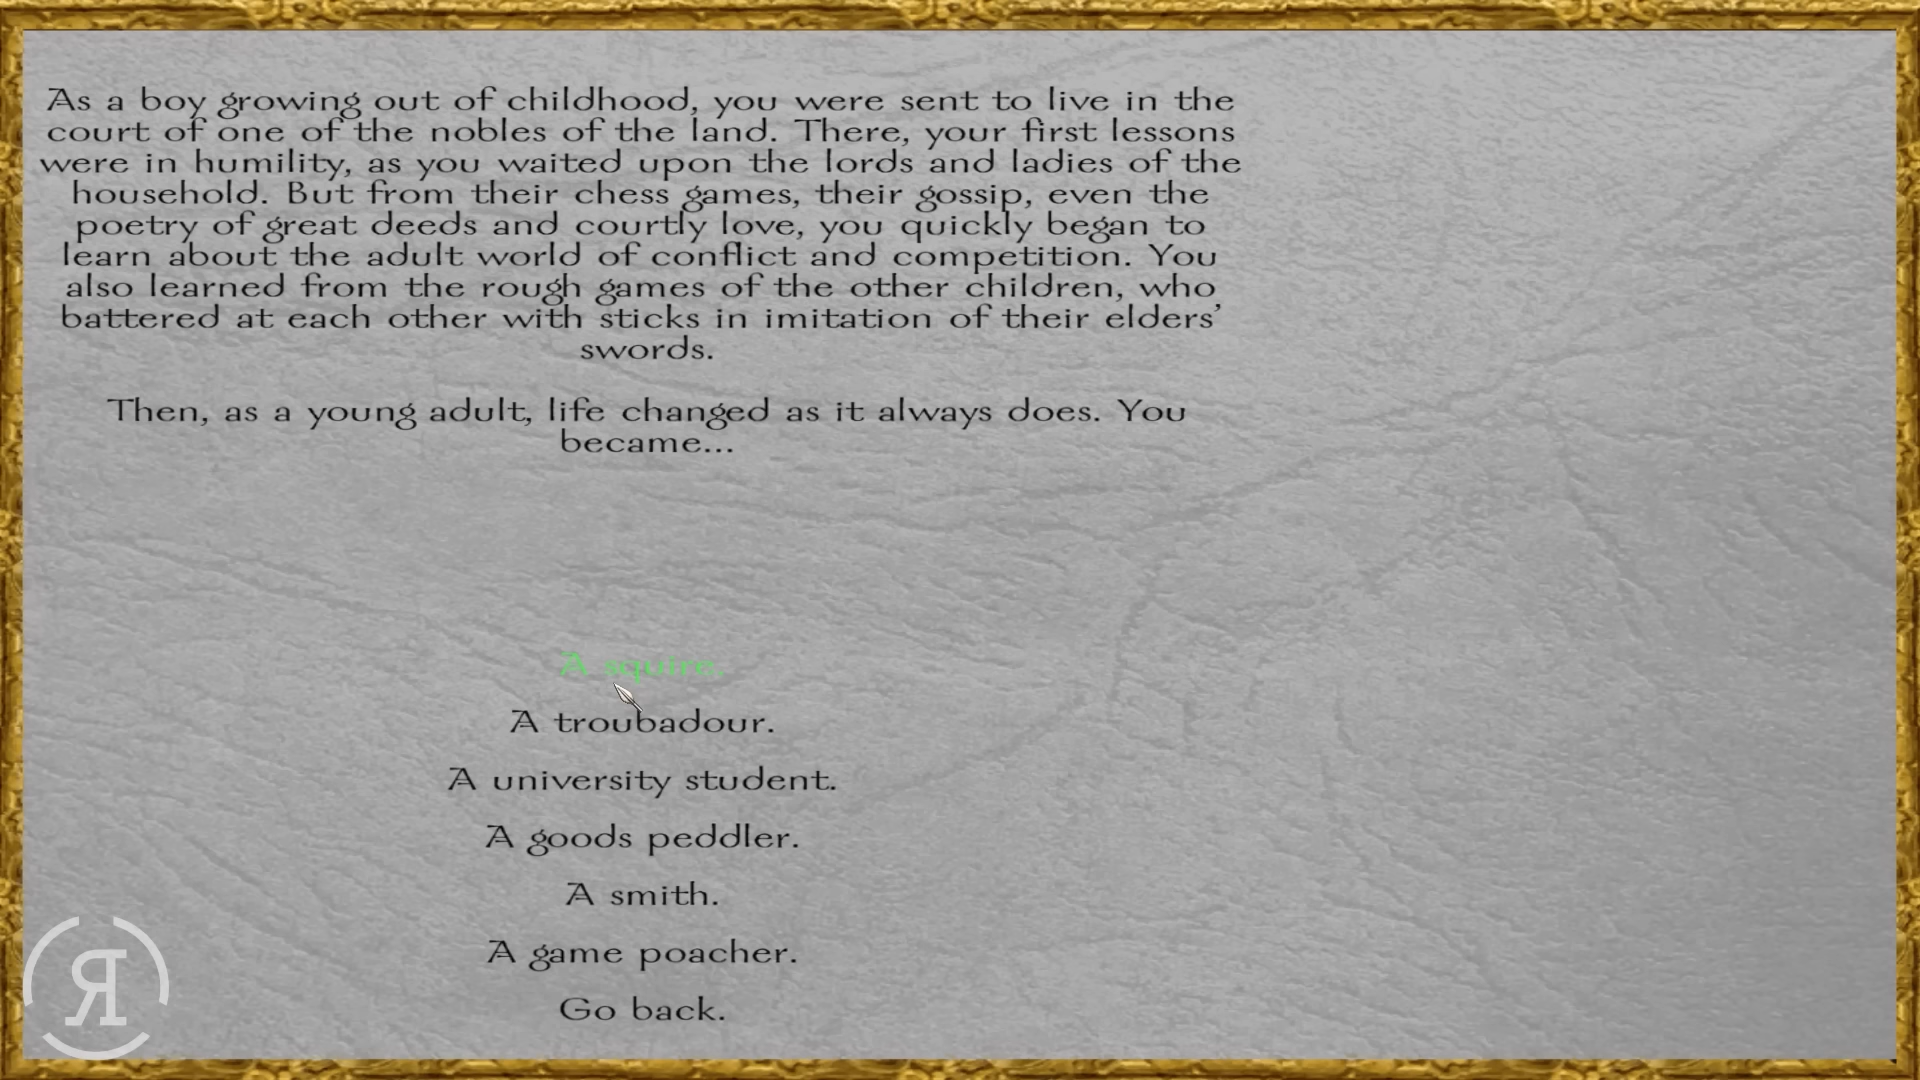 As a boy growing out of childhood, you were sent to live in the
court of one of the nobles of the land. There, your first lessons
were in humility, as you waited upon the lords and ladies of the
household. But from their chess games, their gossip, even the
poetry of great deeds and courtly love, you quickly began to
learn about the adult world of conflict and competition. You
also learned from the rough games of the other children, who
battered at each other with sticks in imitation of their elders'
swords.
Then, as a young adult, life changed as it always does. You
became...
A squire.
A troubadour.
A university student.
A goods peddler.
A smith.
A game poacher.
Go back.